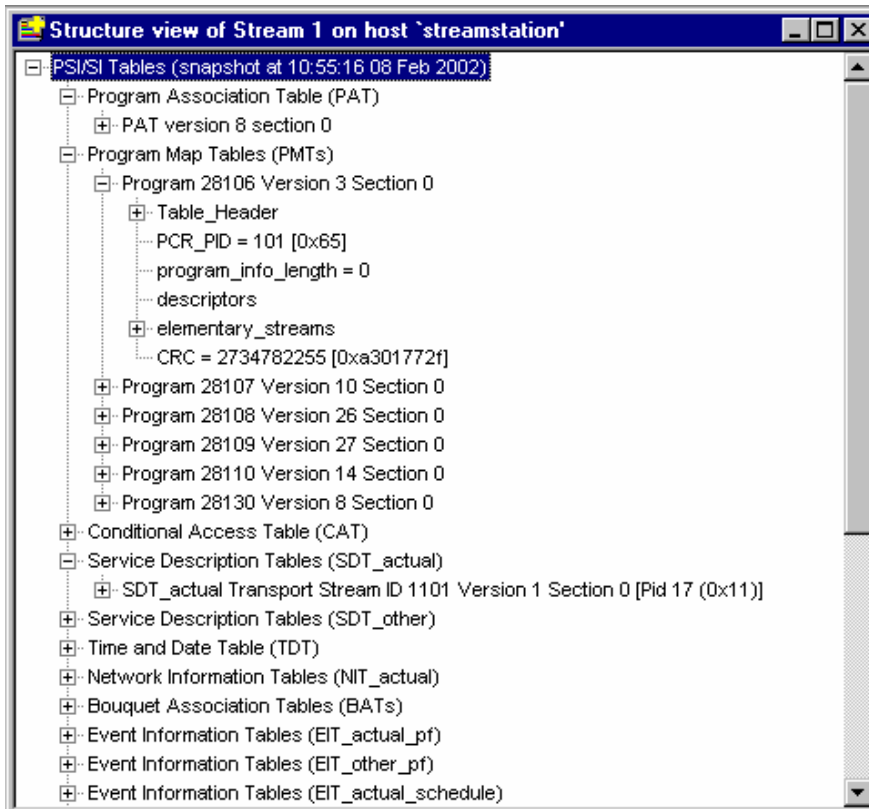 Structure view of Stream 1 on host `streamstation'
PSI/SI Tables (snapshot at 10:55:16 08 Feb 2002)
Program Association Table (PAT)
PAT version 8 section 0
Program Map Tables (PMTs)
Program 28106 Version 3 Section 0
Table_Header
PCR_PID = 101 [0x65]
program_info_length = 0
descriptors
elementary_streams
CRC = 2734782255 [0xa301772f]
Program 28107 Version 10 Section 0
Program 28108 Version 26 Section 0
Program 28109 Version 27 Section 0
Program 28110 Version 14 Section 0
Program 28130 Version 8 Section 0
Conditional Access Table (CAT)
Service Description Tables (SDT_actual)
SDT_actual Transport Stream ID 1101 Version 1 Section 0 [Pid 17 (0x11)]
Service Description Tables (SDT_other)
Time and Date Table (TDT)
Network Information Tables (NIT_actual)
Bouquet Association Tables (BATs)
Event Information Tables (EIT_actual_pf)
Event Information Tables (EIT_other_pf)
Event Information Tables (EIT_actual_schedule)